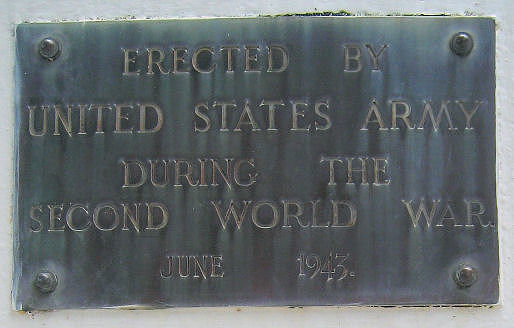 ERECTED BY
UNITED STATES ARMY
DURING THE
SECOND WORLD WAR.
JUNE 1943.